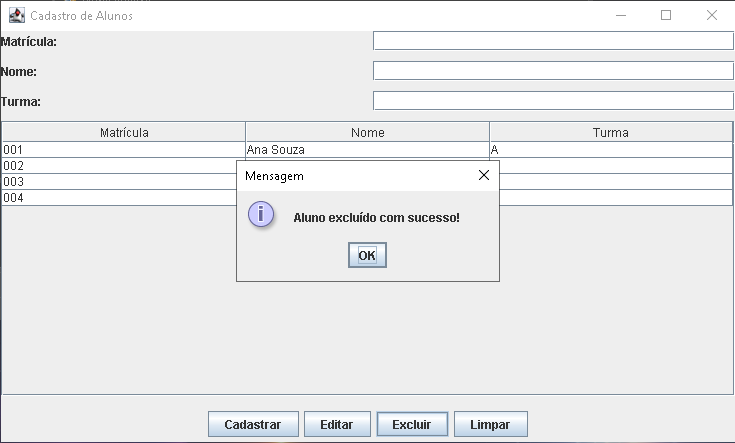 Cadastro de Alunos
Matrícula:
Nome:
Turma:
Matrícula Nome Turma
001 Ana Souza A
002
003
004
Mensagem
Aluno excluído com sucesso!
OK
Cadastrar Editar Excluir Limpar